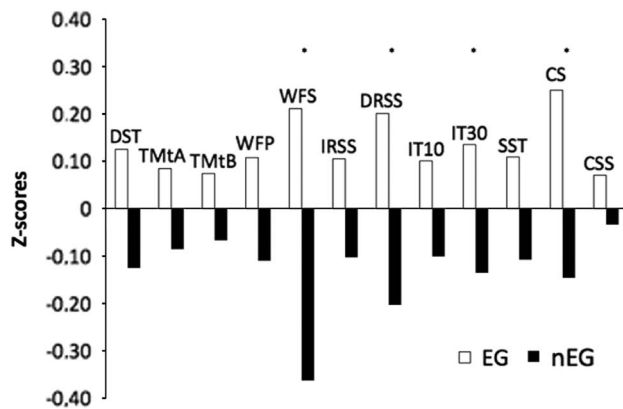 0.40
0.30
0.20
0.10
0
-0.10
-0.20
-0.30
-0,40
Z-scores
* * * *
DST TMtA TMtB WFP WFS IRSS DRSS IT10 IT30 SST CS CSS
EG nEG